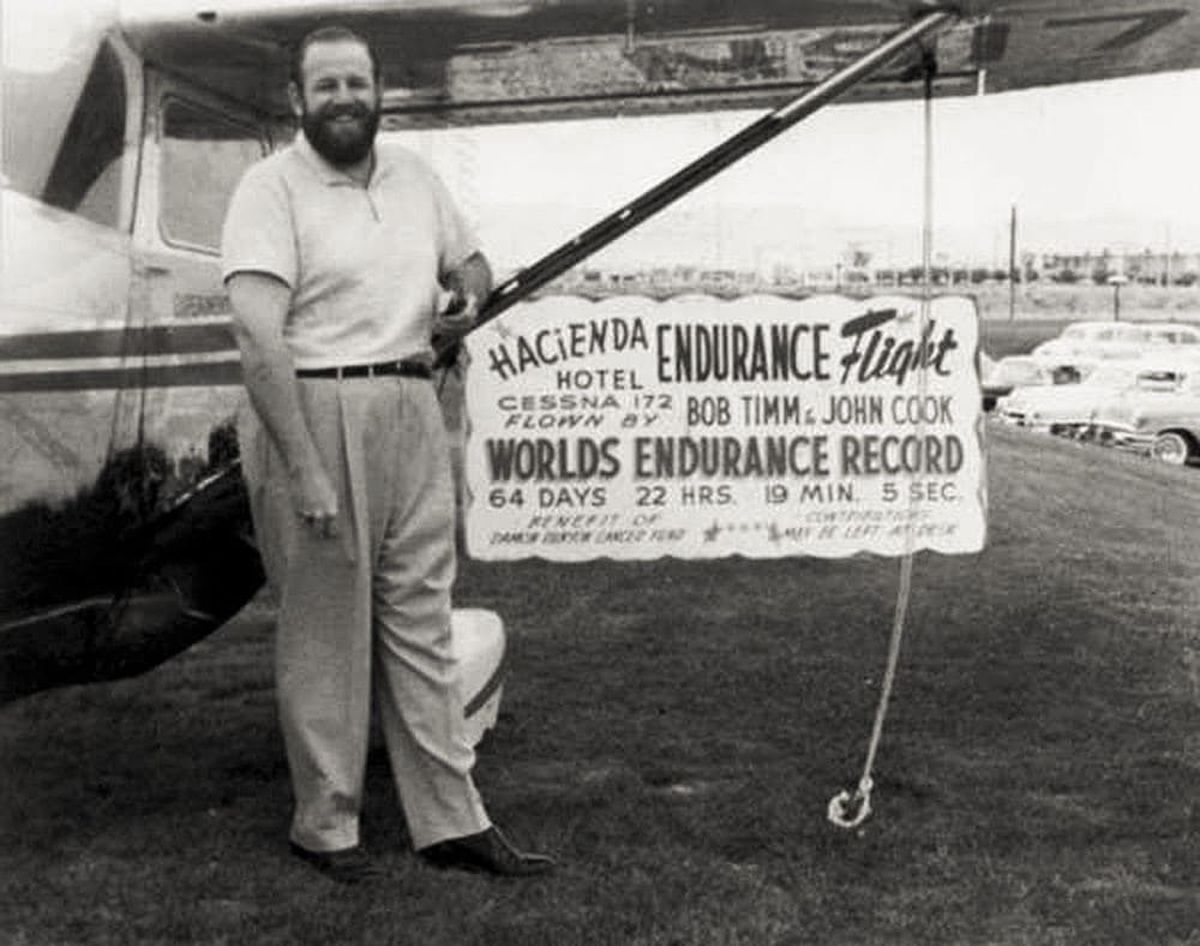 HACIENDA ENDURANCE Flight
HOTEL
CESSNA 172
FLOWN BY BOB TIMM & JOHN COOK
WORLDS ENDURANCE RECORD
64 DAYS 22 HRS. 19 MIN. 5 SEC.
BENEFIT OF CONTRIBUTIONS
DAMON RUNYON CANCER FUND MAY BE LEFT AT DESK
7